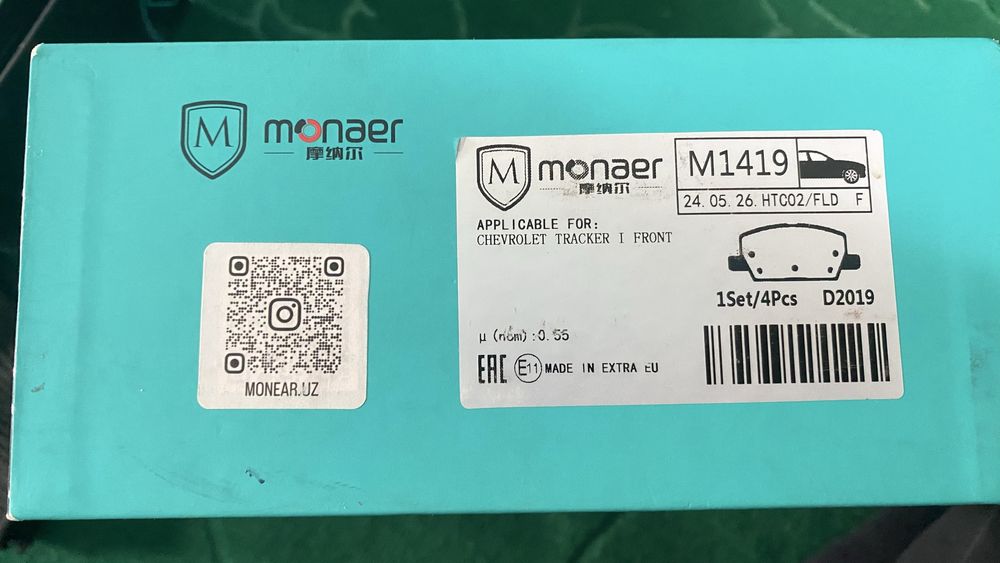 M monaer
摩纳尔
MONEAR.UZ
M monaer
摩纳尔
M1419
24.05.26.HTC02/FLD F
APPLICABLE FOR:
CHEVROLET TRACKER I FRONT
1Set/4Pcs D2019
μ (nom) :0.55
EAC E11 MADE IN EXTRA EU